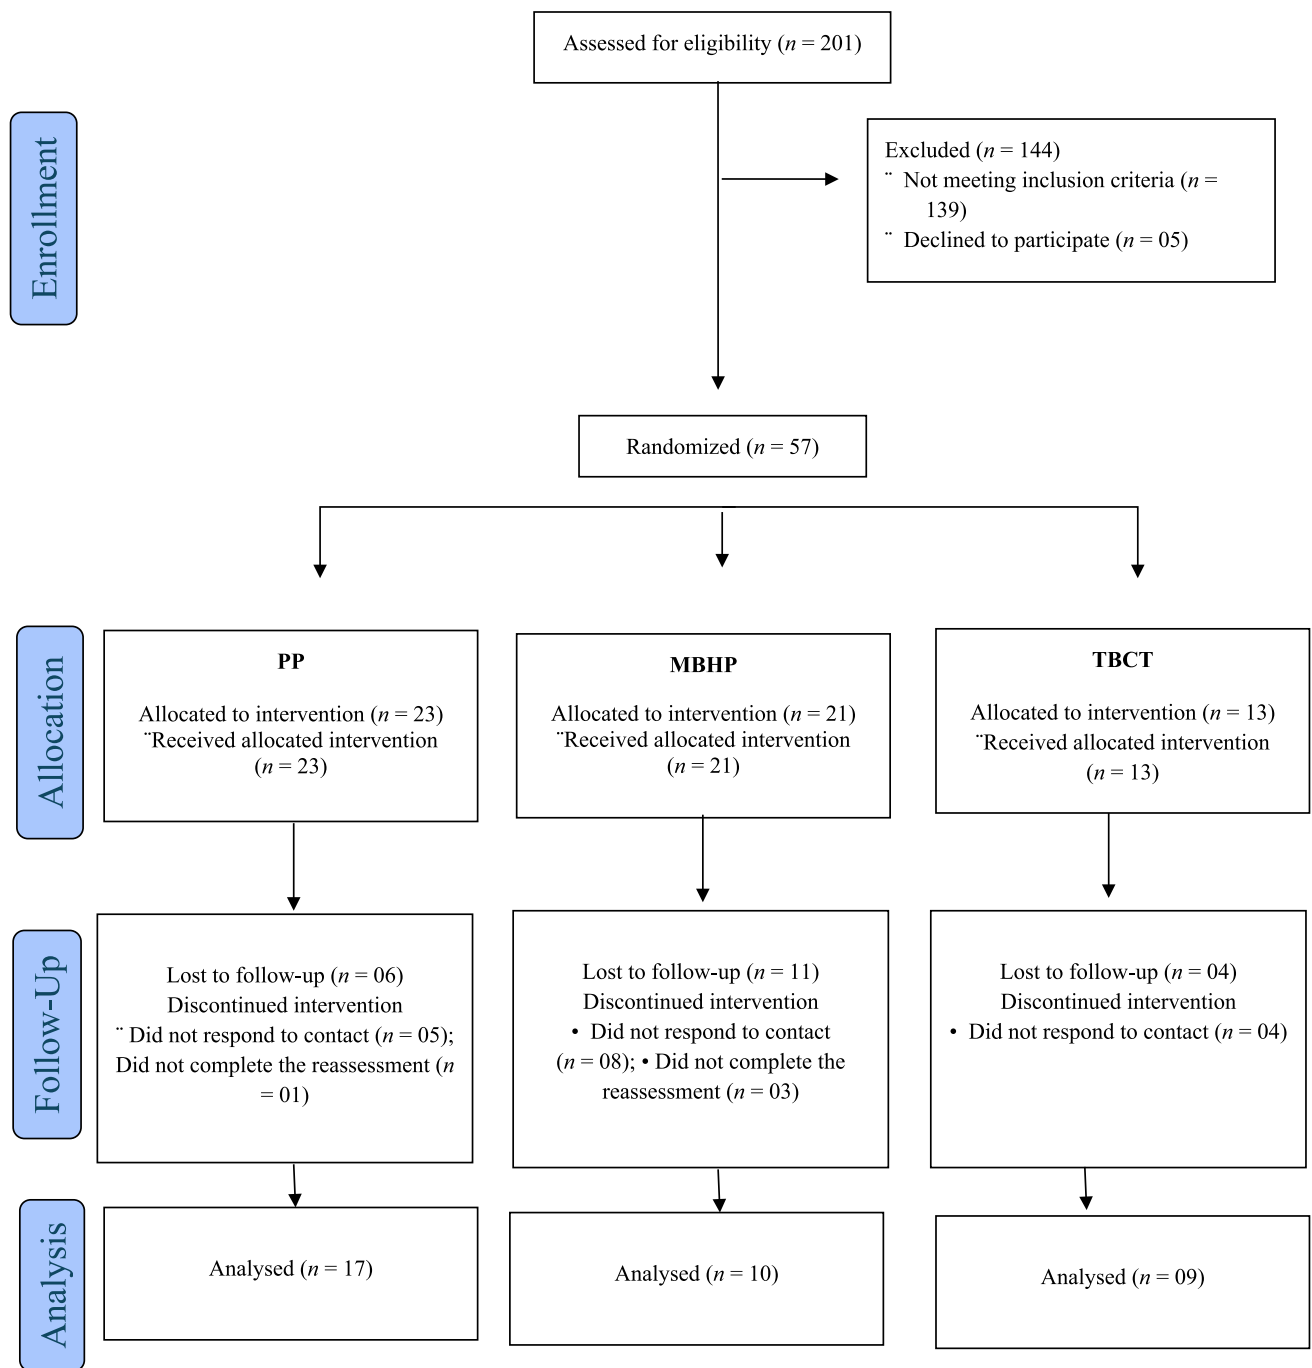 Assessed for eligibility (n = 201)
Enrollment
Excluded (n = 144)
¨ Not meeting inclusion criteria (n =
139)
¨ Declined to participate (n = 05)
Randomized (n = 57)
Allocation
PP
Allocated to intervention (n = 23)
¨Received allocated intervention
(n = 23)
MBHP
Allocated to intervention (n = 21)
¨Received allocated intervention
(n = 21)
TBCT
Allocated to intervention (n = 13)
¨Received allocated intervention
(n = 13)
Follow-Up
Lost to follow-up (n = 06)
Discontinued intervention
¨ Did not respond to contact (n = 05);
Did not complete the reassessment (n
= 01)
Lost to follow-up (n = 11)
Discontinued intervention
• Did not respond to contact
(n = 08); • Did not complete the
reassessment (n = 03)
Lost to follow-up (n = 04)
Discontinued intervention
• Did not respond to contact (n = 04)
Analysis
Analysed (n = 17)
Analysed (n = 10)
Analysed (n = 09)